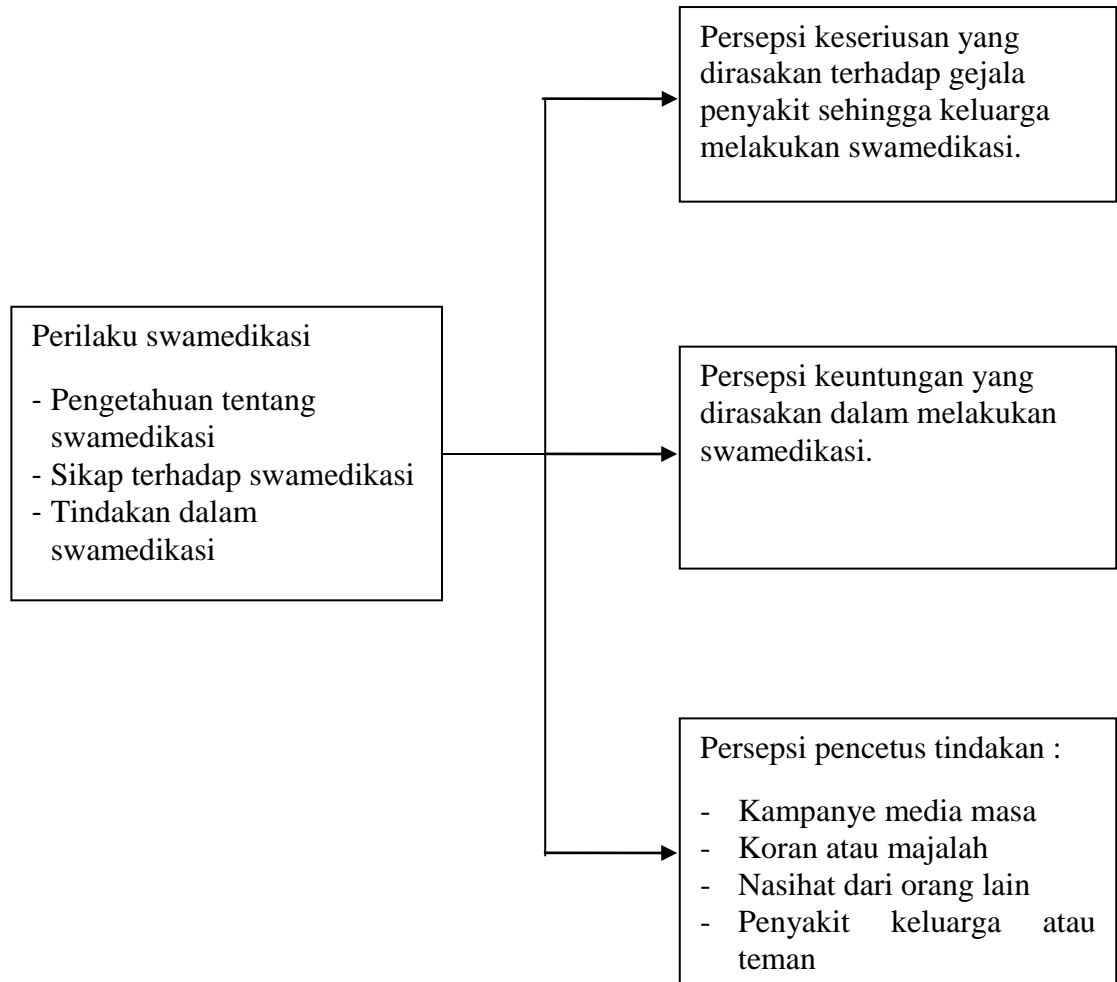 Persepsi keseriusan yang
dirasakan terhadap gejala
penyakit sehingga keluarga
melakukan swamedikasi.
Perilaku swamedikasi
- Pengetahuan tentang
swamedikasi
- Sikap terhadap swamedikasi
- Tindakan dalam
swamedikasi
Persepsi keuntungan yang
dirasakan dalam melakukan
swamedikasi.
Persepsi pencetus tindakan :
- Kampanye media masa
- Koran atau majalah
- Nasihat dari orang lain
- Penyakit keluarga atau
teman